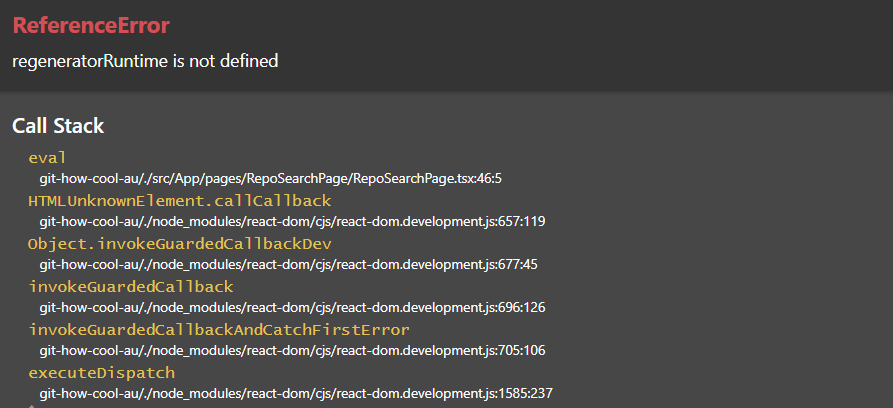 ReferenceError
regeneratorRuntime is not defined
Call Stack
eval
git-how-cool-au/./src/App/pages/RepoSearchPage/RepoSearchPage.tsx:46:5
HTMLUnknownElement.callCallback
git-how-cool-au/./node_modules/react-dom/cjs/react-dom.development.js:657:119
Object.invokeGuardedCallbackDev
git-how-cool-au/./node_modules/react-dom/cjs/react-dom.development.js:677:45
invokeGuardedCallback
git-how-cool-au/./node_modules/react-dom/cjs/react-dom.development.js:696:126
invokeGuardedCallbackAndCatchFirstError
git-how-cool-au/./node_modules/react-dom/cjs/react-dom.development.js:705:106
executeDispatch
git-how-cool-au/./node_modules/react-dom/cjs/react-dom.development.js:1585:237